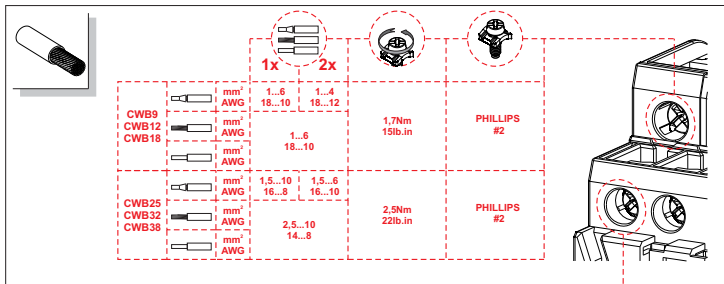 1x 2x
CWB9
CWB12
CWB18
mm²
AWG
1...6
18...10
1...4
18...12
mm²
AWG
1...6
18...10
mm²
AWG
1,7Nm
15lb.in
PHILLIPS
#2
CWB25
CWB32
CWB38
mm²
AWG
1,5...10
16...8
1,5...6
16...10
mm²
AWG
2,5...10
14...8
mm²
AWG
2,5Nm
22lb.in
PHILLIPS
#2